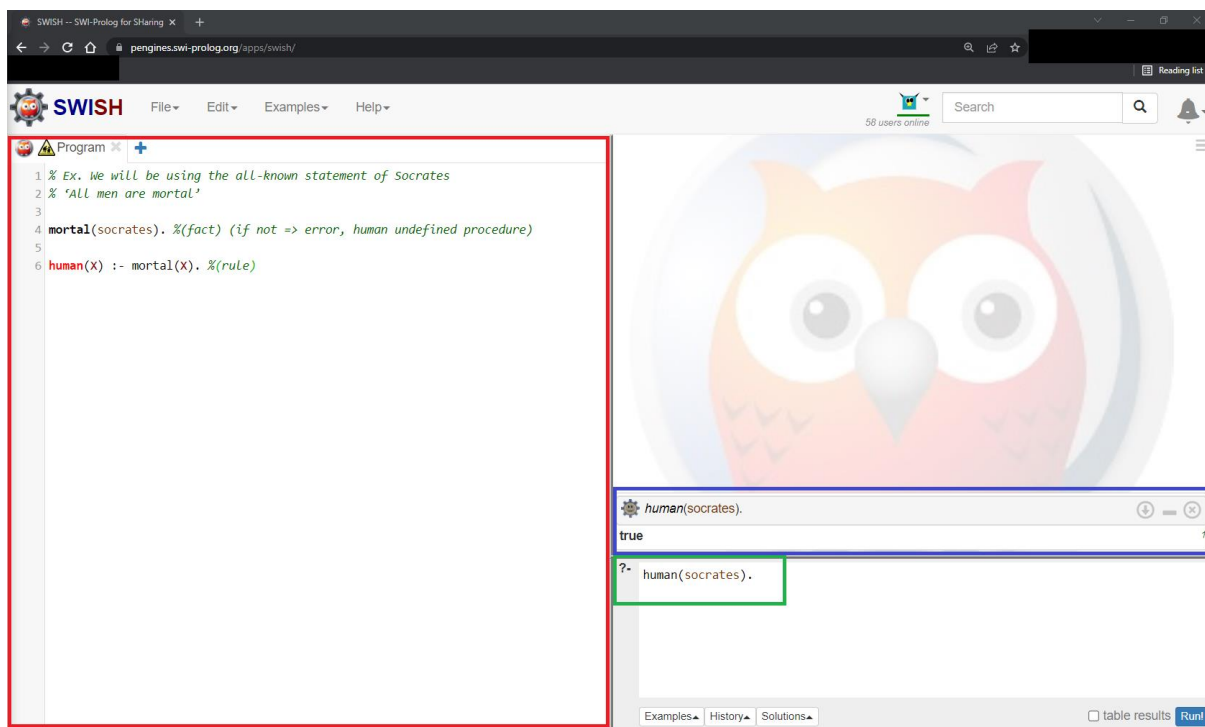 SWISH -- SWI-Prolog for SHaring
pengines.swi-prolog.org/apps/swish/
Reading list
SWISH File Edit Examples Help
58 users online
Search
Program
1 % Ex. We will be using the all-known statement of Socrates
2 % ‘All men are mortal’
3
4 mortal(socrates). %(fact) (if not => error, human undefined procedure)
5
6 human(X) :- mortal(X). %(rule)
human(socrates).
true
?- human(socrates).
Examples History Solutions
table results Run!